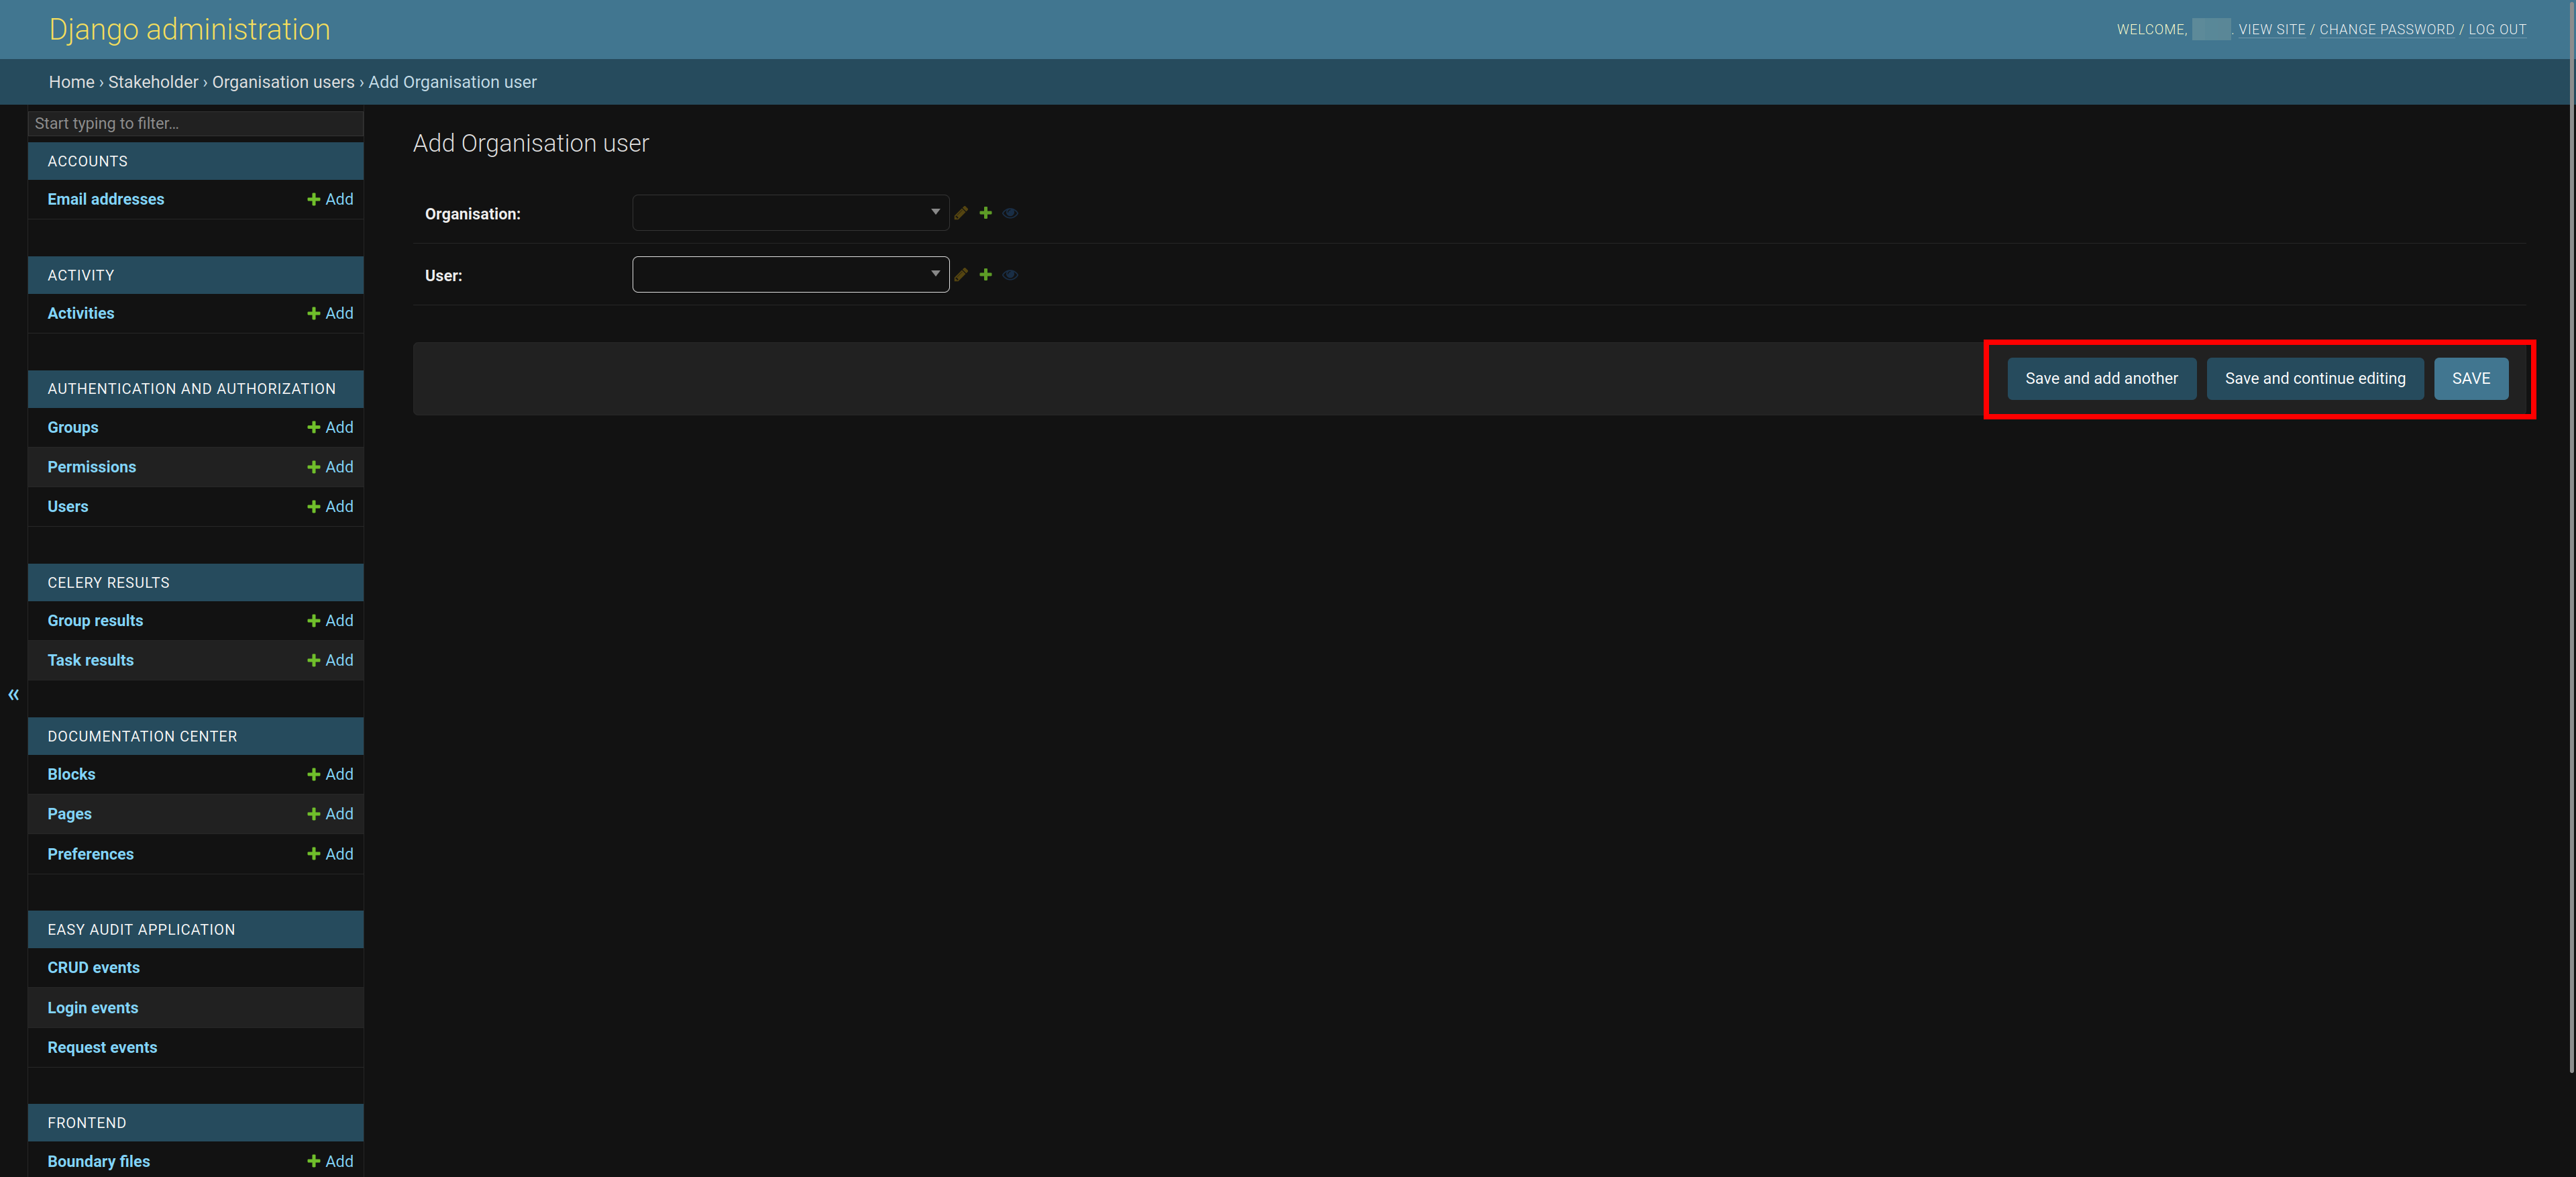 Django administration
WELCOME, . VIEW SITE / CHANGE PASSWORD / LOG OUT
Home › Stakeholder › Organisation users › Add Organisation user
Start typing to filter...
ACCOUNTS
Email addresses Add
ACTIVITY
Activities Add
AUTHENTICATION AND AUTHORIZATION
Groups Add
Permissions Add
Users Add
CELERY RESULTS
Group results Add
Task results Add
«
DOCUMENTATION CENTER
Blocks Add
Pages Add
Preferences Add
EASY AUDIT APPLICATION
CRUD events
Login events
Request events
FRONTEND
Boundary files Add
Add Organisation user
Organisation:
User:
Save and add another Save and continue editing SAVE